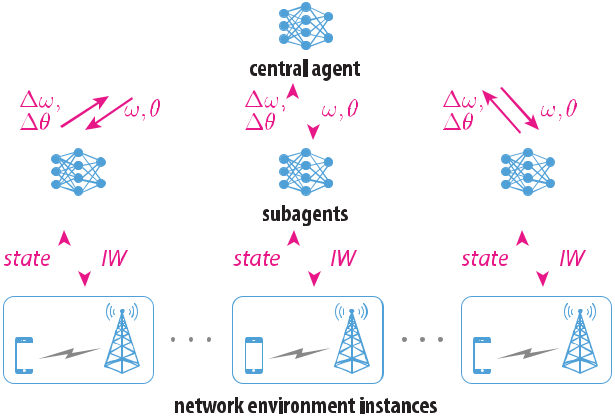 central agent
Δω,
Δθ
ω, θ
Δω,
Δθ
ω, θ
Δω,
Δθ
ω, θ
subagents
state IW
state IW
state IW
network environment instances